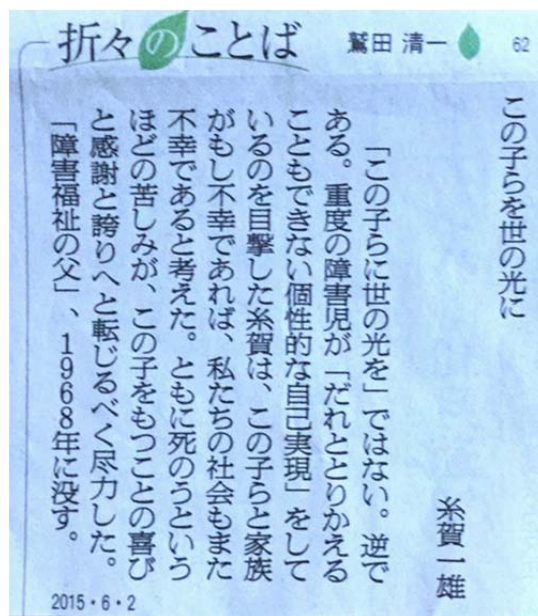 折々のことば 鷲田 清一 62
この子らを世の光に
糸賀一雄
「この子らに世の光を」ではない。逆で
ある。重度の障害児が「だれととりかえる
こともできない個性的な自己実現」をして
いるのを目撃した糸賀は、この子らと家族
がもし不幸であれば、私たちの社会もまた
不幸であると考えた。ともに死のうという
ほどの苦しみが、この子をもつことの喜び
と感謝と誇りへと転じるべく尽力した。
「障害福祉の父」、1968年に没す。
2015・6・2